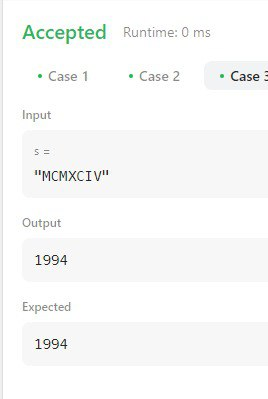 Accepted Runtime: 0 ms
• Case 1 • Case 2 • Case 3
Input
s =
"MCMXCIV"
Output
1994
Expected
1994